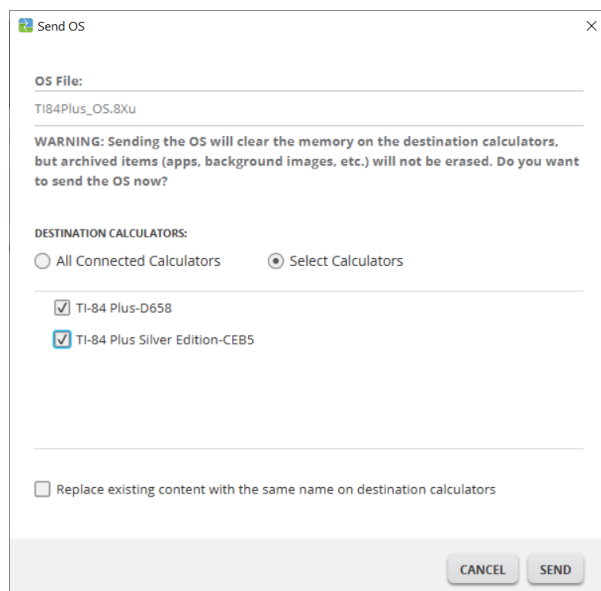 Send OS
OS File:
TI84Plus_OS.8Xu
WARNING: Sending the OS will clear the memory on the destination calculators,
but archived items (apps, background images, etc.) will not be erased. Do you want
to send the OS now?
DESTINATION CALCULATORS:
All Connected Calculators Select Calculators
TI-84 Plus-D658
TI-84 Plus Silver Edition-CEB5
Replace existing content with the same name on destination calculators
CANCEL SEND